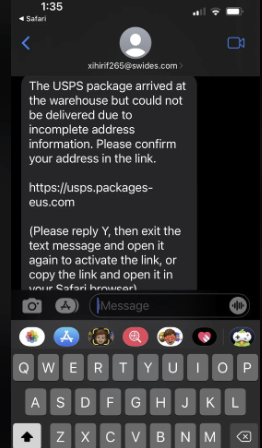 1:35
Safari
xihirif265@swides.com
The USPS package arrived at
the warehouse but could not
be delivered due to
incomplete address
information. Please confirm
your address in the link.
https://usps.packages-
eus.com
(Please reply Y, then exit the
text message and open it
again to activate the link, or
copy the link and open it in
your Safari browser)
Message
Q W E R T Y U I O P
A S D F G H J K L
Z X C V B N M